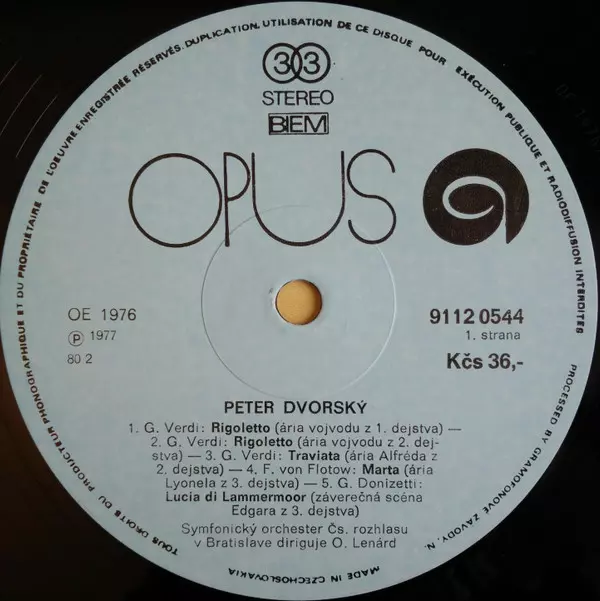 33
STEREO
BIEM
OPUS
OE 1976
℗ 1977
80 2
9112 0544
1. strana
Kčs 36,-
PETER DVORSKÝ
1. G. Verdi: Rigoletto (ária vojvodu z 1. dejstva) —
2. G. Verdi: Rigoletto (ária vojvodu z 2. dej-
stva) — 3. G. Verdi: Traviata (ária Alfréda z
2. dejstva) — 4. F. von Flotow: Marta (ária
Lyonela z 3. dejstva) — 5. G. Donizetti:
Lucia di Lammermoor (záverečná scéna
Edgara z 3. dejstva)
Symfonický orchester Čs. rozhlasu
v Bratislave diriguje O. Lenárd
TOUS DROITS DU PRODUCTEUR PHONOGRAPHIQUE ET DU PROPRIÉTAIRE DE L'OEUVRE ENREGISTRÉE RÉSERVÉS. DUPLICATION, UTILISATION DE CE DISQUE POUR EXÉCUTION PUBLIQUE ET RADIODIFFUSION INTERDITES
PROCESSED BY GRAMOFONOVÉ ZÁVODY, N.
MADE IN CZECHOSLOVAKIA